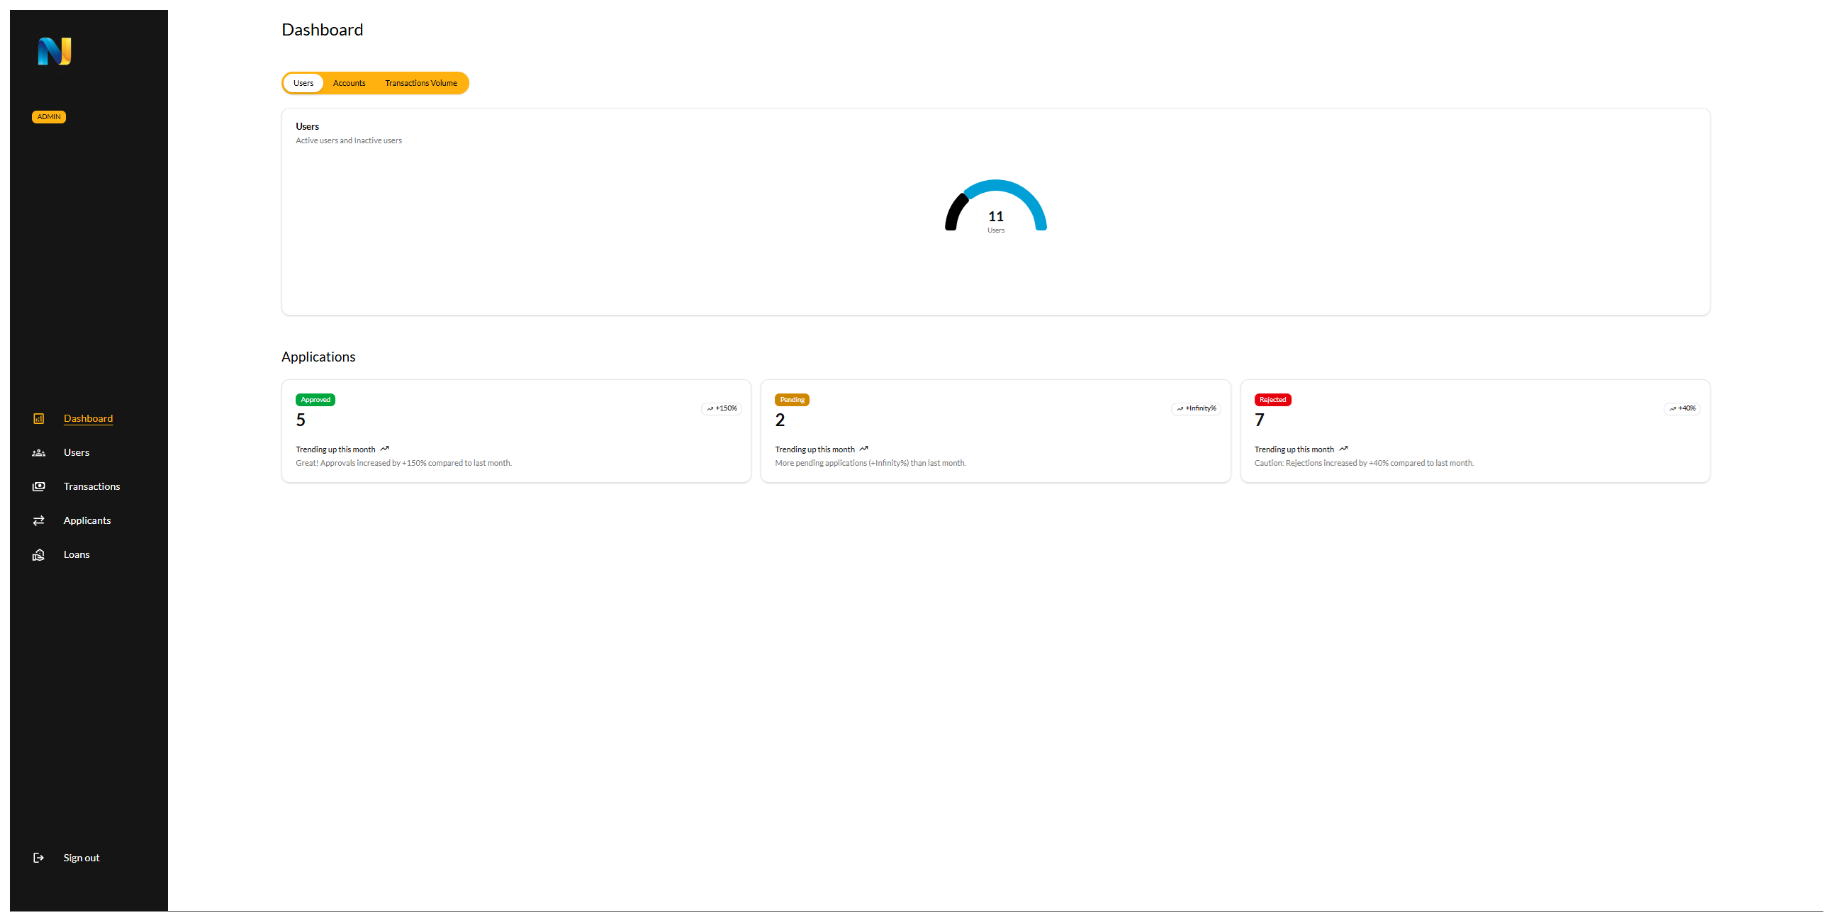 ADMIN
Dashboard
Users
Transactions
Applicants
Loans
Sign out
Dashboard
Users Accounts Transactions Volume
Users
Active users and Inactive users
11
Users
Applications
Approved
5
+150%
Trending up this month
Great! Approvals increased by +150% compared to last month.
Pending
2
+Infinity%
Trending up this month
More pending applications (+Infinity%) than last month.
Rejected
7
+40%
Trending up this month
Caution: Rejections increased by +40% compared to last month.